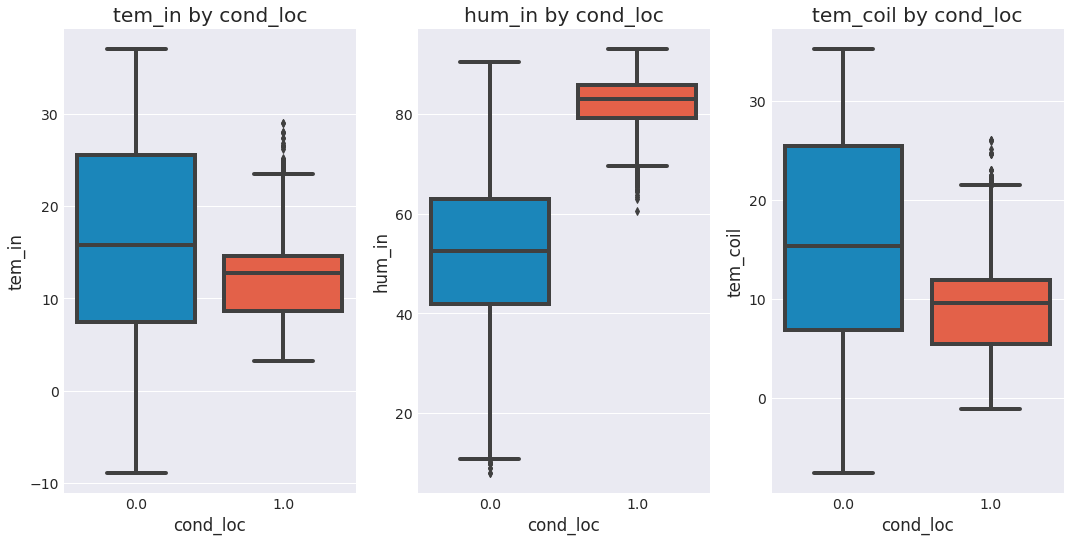 tem_in by cond_loc
tem_in
30
20
10
0
−10
0.0 1.0
cond_loc
hum_in by cond_loc
hum_in
80
60
40
20
0.0 1.0
cond_loc
tem_coil by cond_loc
tem_coil
30
20
10
0
0.0 1.0
cond_loc